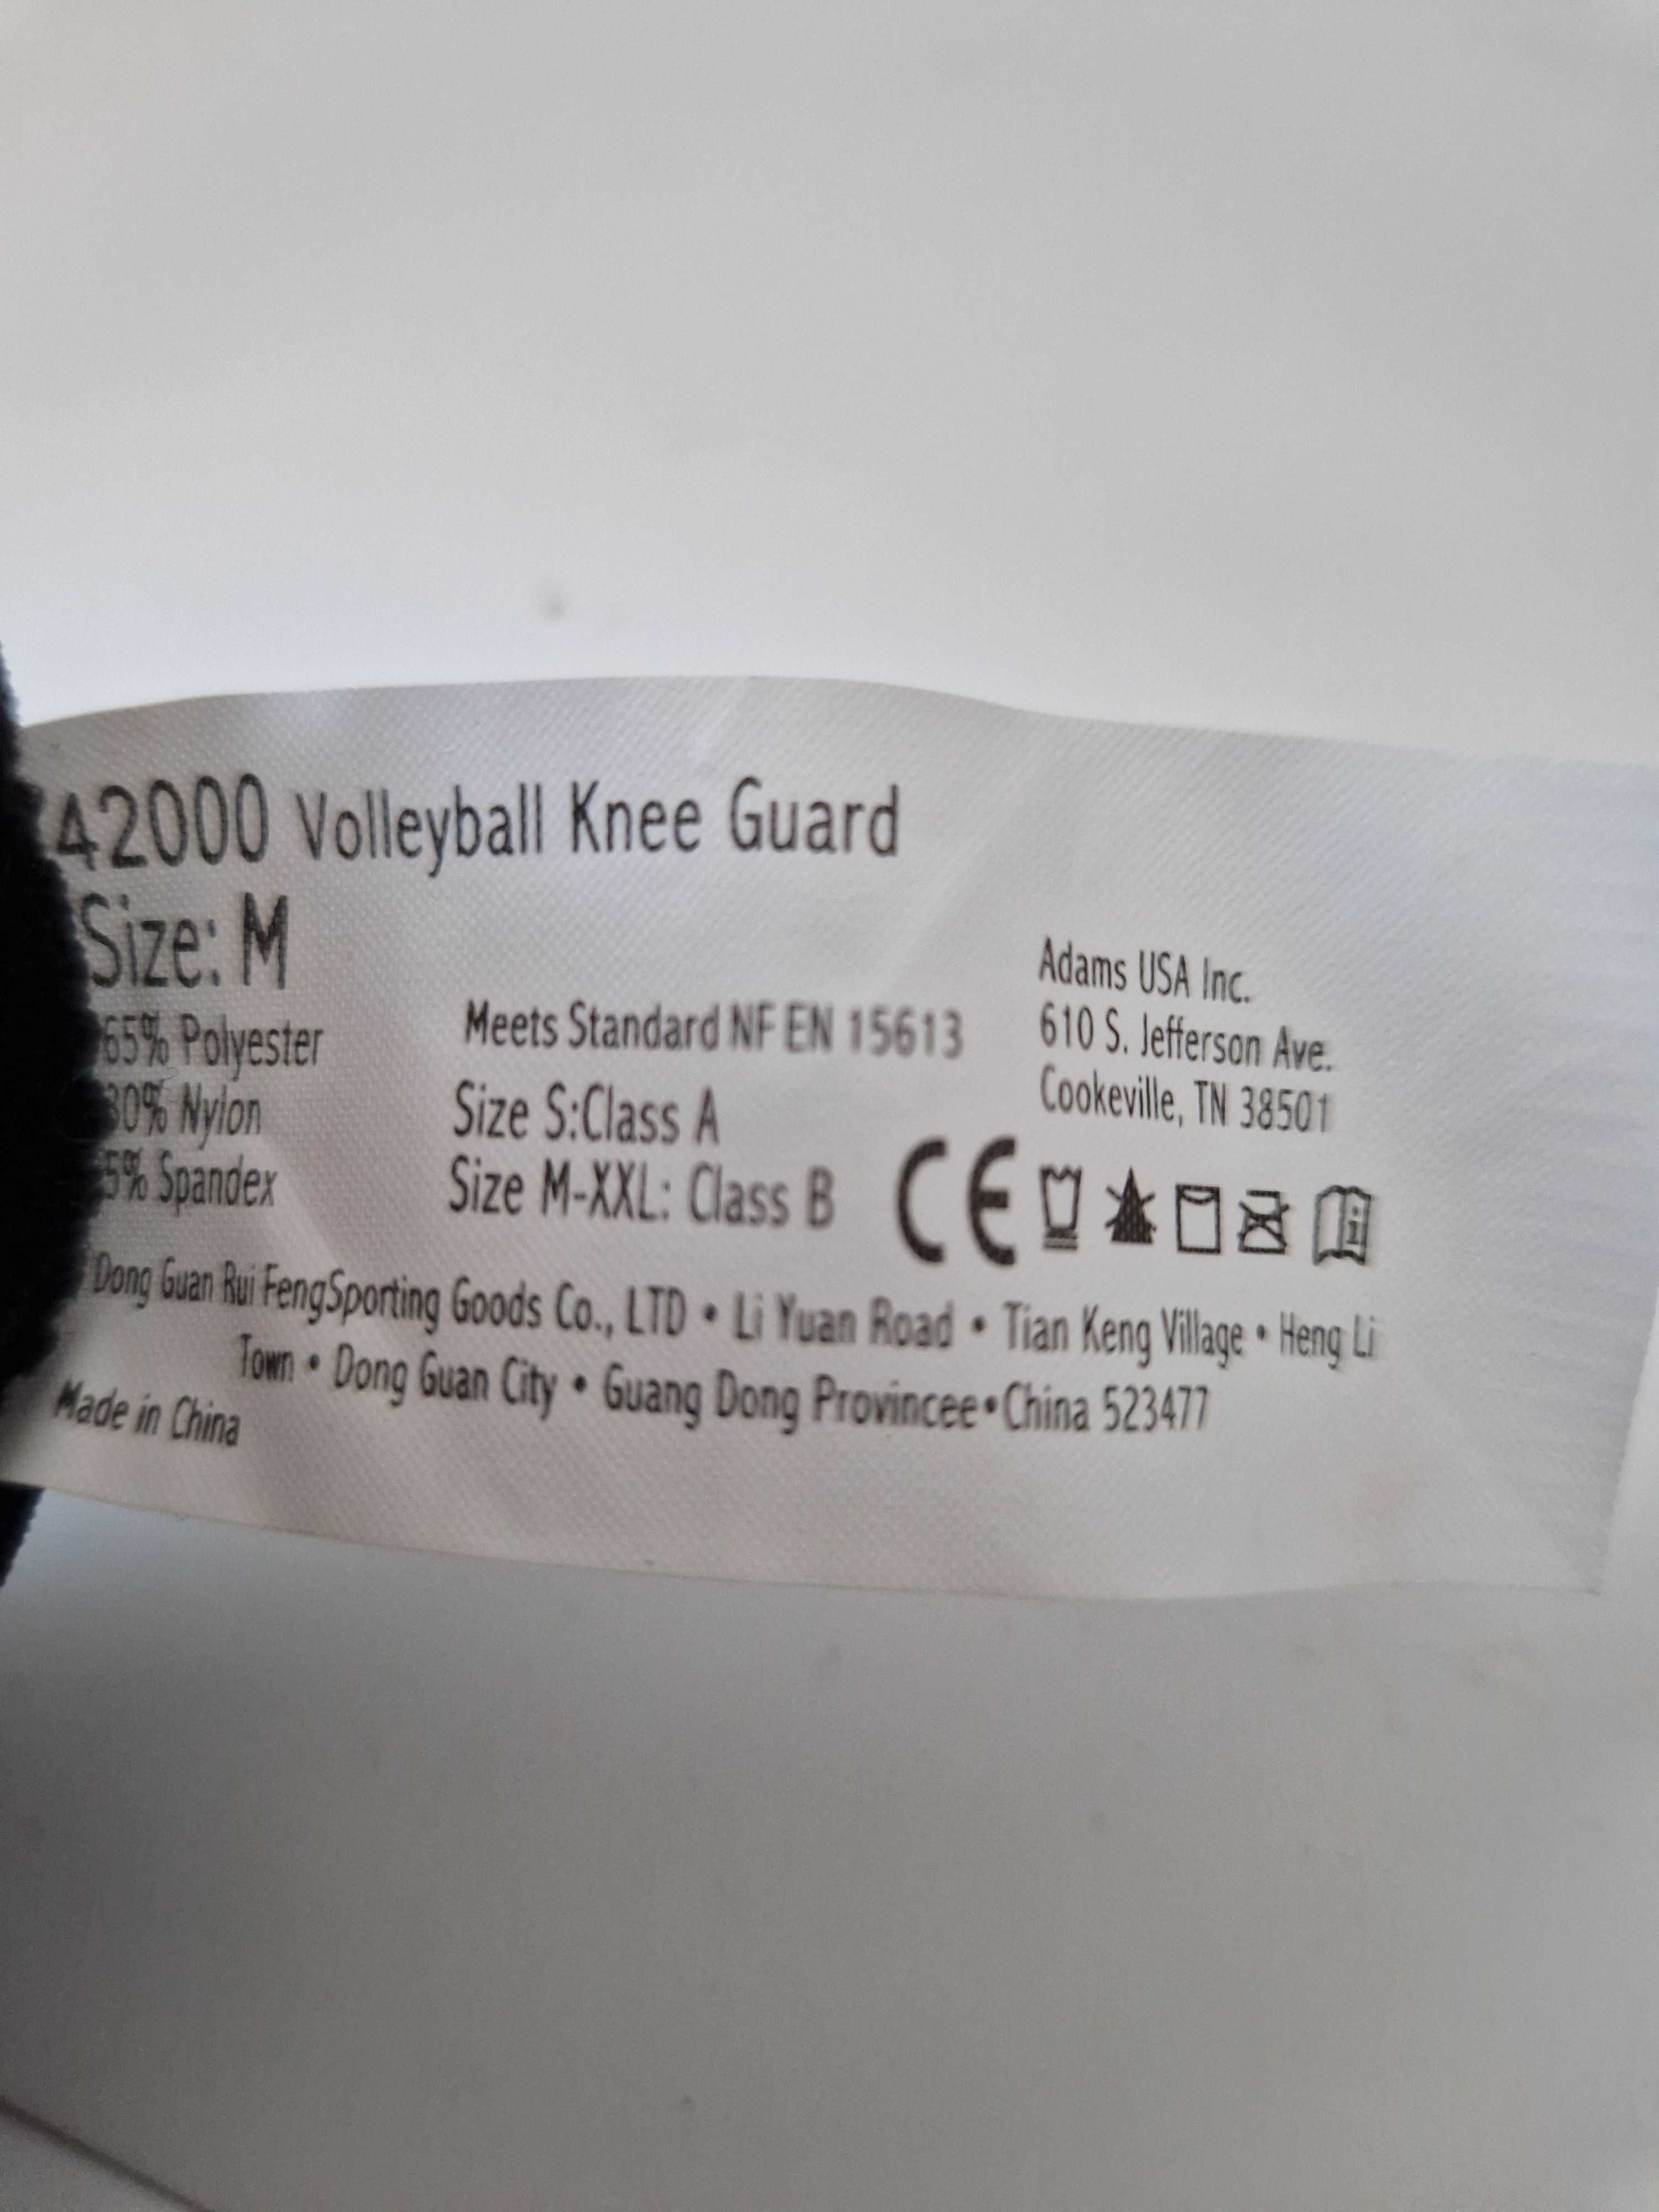 42000 Volleyball Knee Guard
Size: M
65% Polyester
30% Nylon
5% Spandex
Meets Standard NF EN 15613
Size S:Class A
Size M-XXL: Class B
Adams USA Inc.
610 S. Jefferson Ave.
Cookeville, TN 38501
CE
Dong Guan Rui FengSporting Goods Co., LTD • Li Yuan Road • Tian Keng Village • Heng Li
Town • Dong Guan City • Guang Dong Provincee•China 523477
Made in China